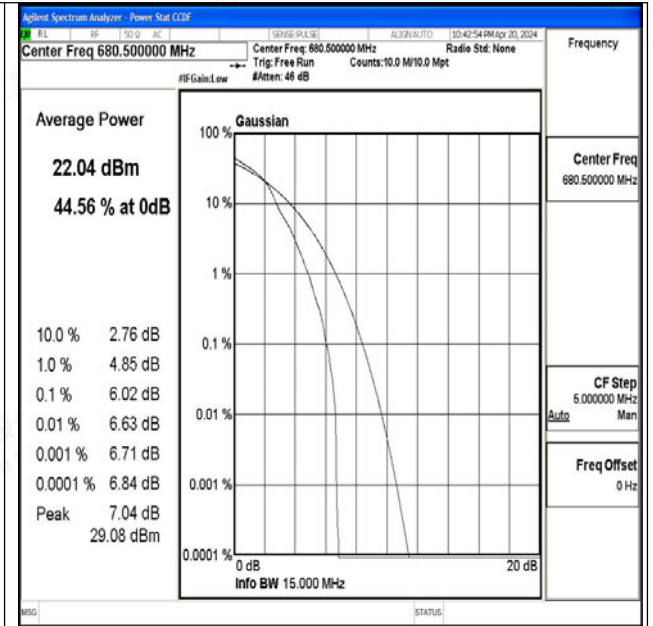 Agilent Spectrum Analyzer - Power Stat CCDF
RL RF 50 Ω AC SENSE:PULSE ALIGN AUTO 10:42:54 PM Apr 20, 2024
Center Freq 680.500000 MHz
Center Freq: 680.500000 MHz Radio Std: None
Trig: Free Run Counts:10.0 M/10.0 Mpt
#IFGain:Low #Atten: 46 dB
Frequency
Average Power
22.04 dBm
44.56 % at 0dB
10.0 % 2.76 dB
1.0 % 4.85 dB
0.1 % 6.02 dB
0.01 % 6.63 dB
0.001 % 6.71 dB
0.0001 % 6.84 dB
Peak 7.04 dB
29.08 dBm
Gaussian
100 %
10 %
1 %
0.1 %
0.01 %
0.001 %
0.0001 %
0 dB 20 dB
Info BW 15.000 MHz
Center Freq
680.500000 MHz
CF Step
5.000000 MHz
Auto Man
Freq Offset
0 Hz
MSG STATUS